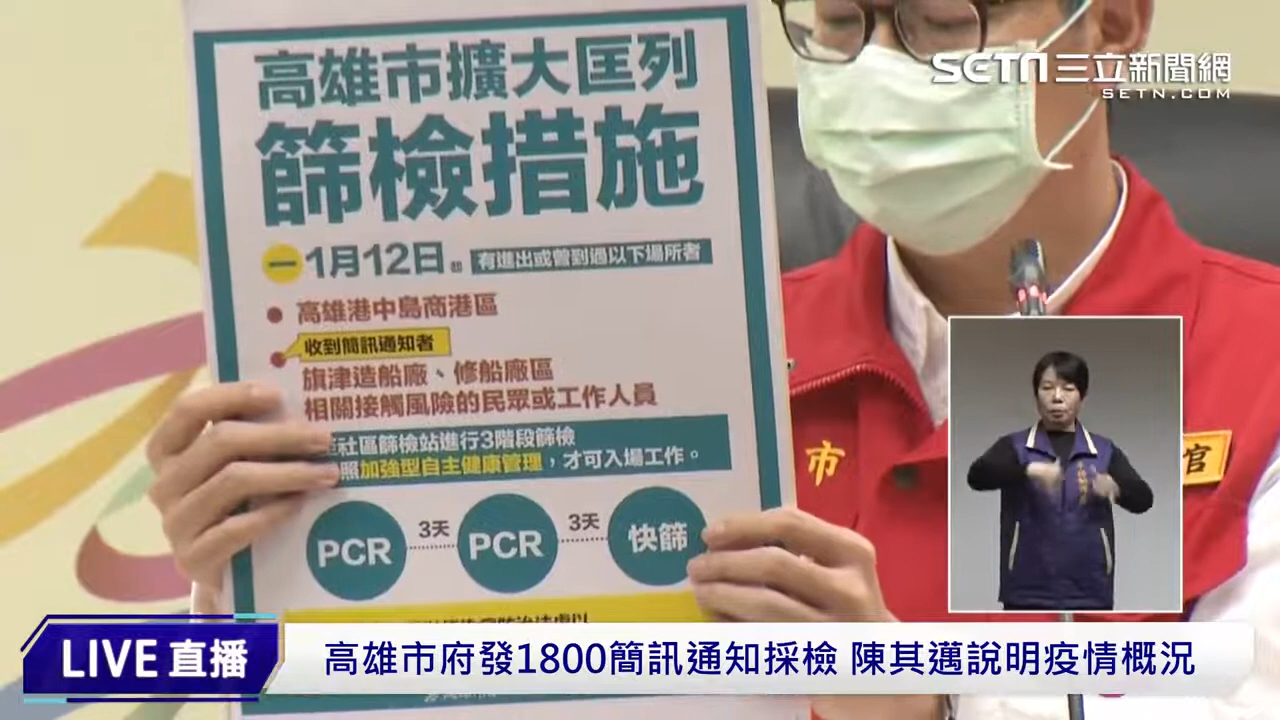 高雄市擴大匡列
篩檢措施
一 1月12日起 有進出或曾到過以下場所者
高雄港中島商港區
收到簡訊通知者
旗津造船廠、修船廠區
相關接觸風險的民眾或工作人員
社區篩檢站進行3階段篩檢
照加強型自主健康管理,才可入場工作。
PCR 3天 PCR 3天 快篩
SETN三立新聞網
SETN.COM
市
官
LIVE 直播
高雄市府發1800簡訊通知採檢 陳其邁說明疫情概況